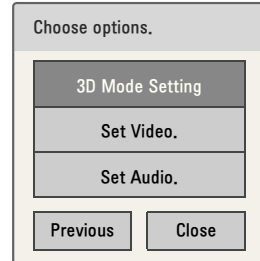 Choose options.
3D Mode Setting
Set Video.
Set Audio.
Previous Close